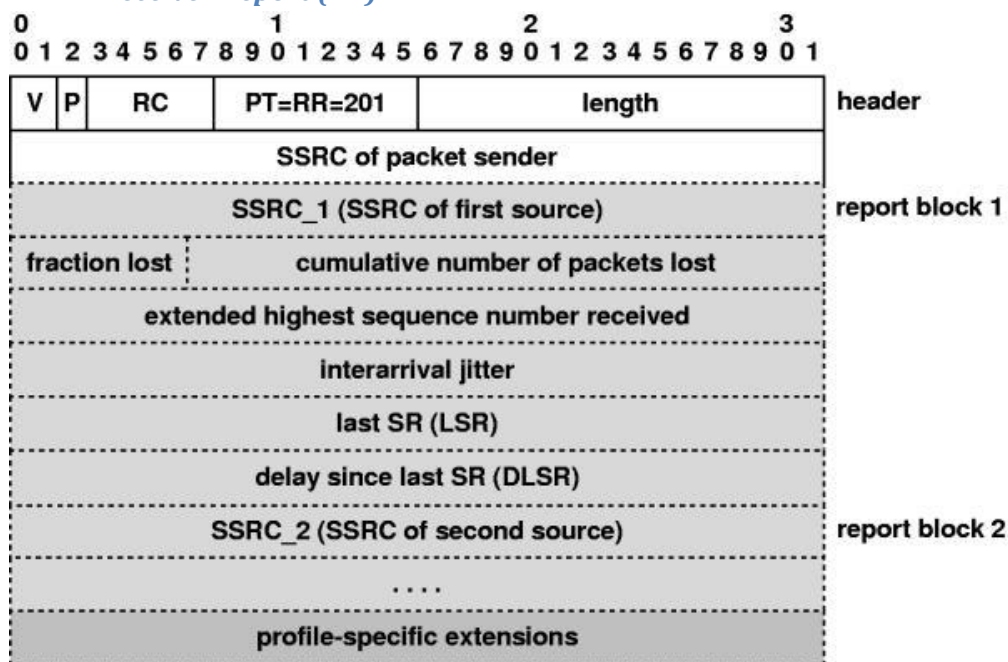 0 1 2 3
0 1 2 3 4 5 6 7 8 9 0 1 2 3 4 5 6 7 8 9 0 1 2 3 4 5 6 7 8 9 0 1
V P RC PT=RR=201 length header
SSRC of packet sender
SSRC_1 (SSRC of first source) report block 1
fraction lost cumulative number of packets lost
extended highest sequence number received
interarrival jitter
last SR (LSR)
delay since last SR (DLSR)
SSRC_2 (SSRC of second source) report block 2
....
profile-specific extensions